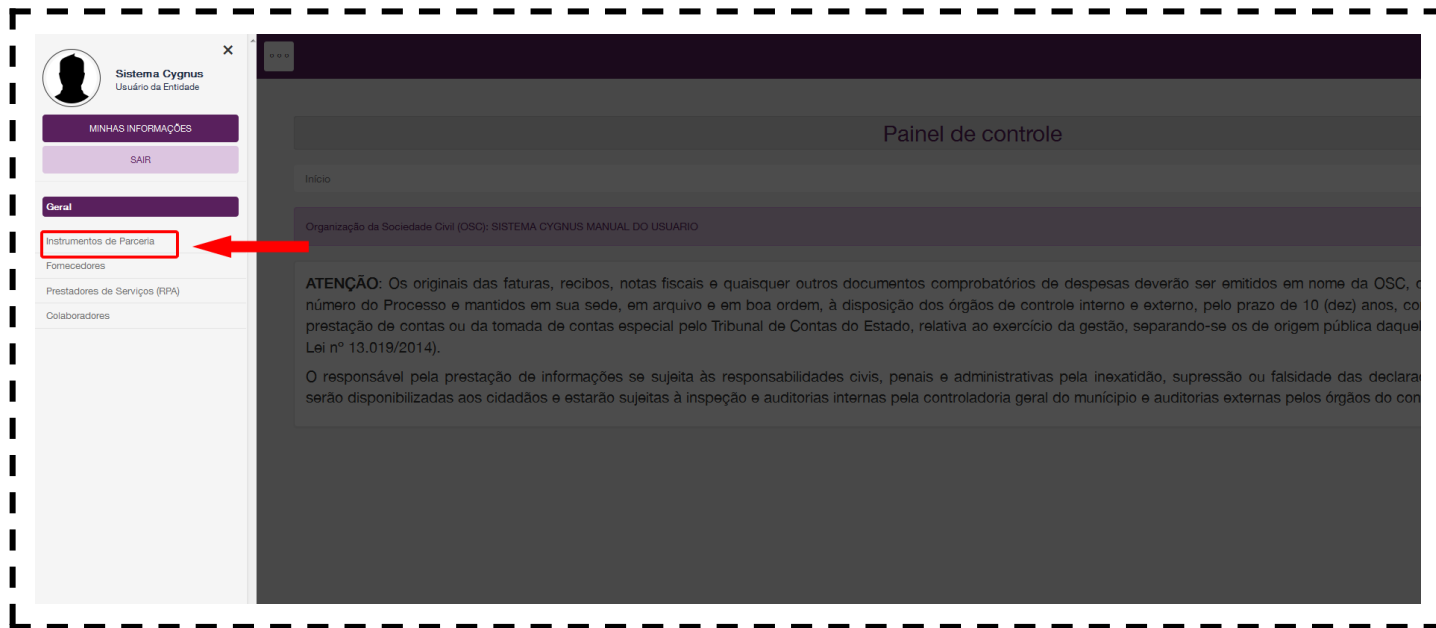 Sistema Cygnus
Usuário da Entidade
MINHAS INFORMAÇÕES
SAIR
Geral
Instrumentos de Parceria
Fornecedores
Prestadores de Serviços (RPA)
Colaboradores
Painel de controle
Início
Organização da Sociedade Civil (OSC): SISTEMA CYGNUS MANUAL DO USUARIO
ATENÇÃO: Os originais das faturas, recibos, notas fiscais e quaisquer outros documentos comprobatórios de despesas deverão ser emitidos em nome da OSC,
número do Processo e mantidos em sua sede, em arquivo e em boa ordem, à disposição dos órgãos de controle interno e externo, pelo prazo de 10 (dez) anos,
prestação de contas ou da tomada de contas especial pelo Tribunal de Contas do Estado, relativa ao exercício da gestão, separando-se os de origem pública
Lei nº 13.019/2014).
O responsável pela prestação de informações se sujeita às responsabilidades civis, penais e administrativas pela inexatidão, supressão ou falsidade das
serão disponibilizadas aos cidadãos e estarão sujeitas à inspeção e auditorias internas pela controladoria geral do munícipio e auditorias externas pelos órgãos do